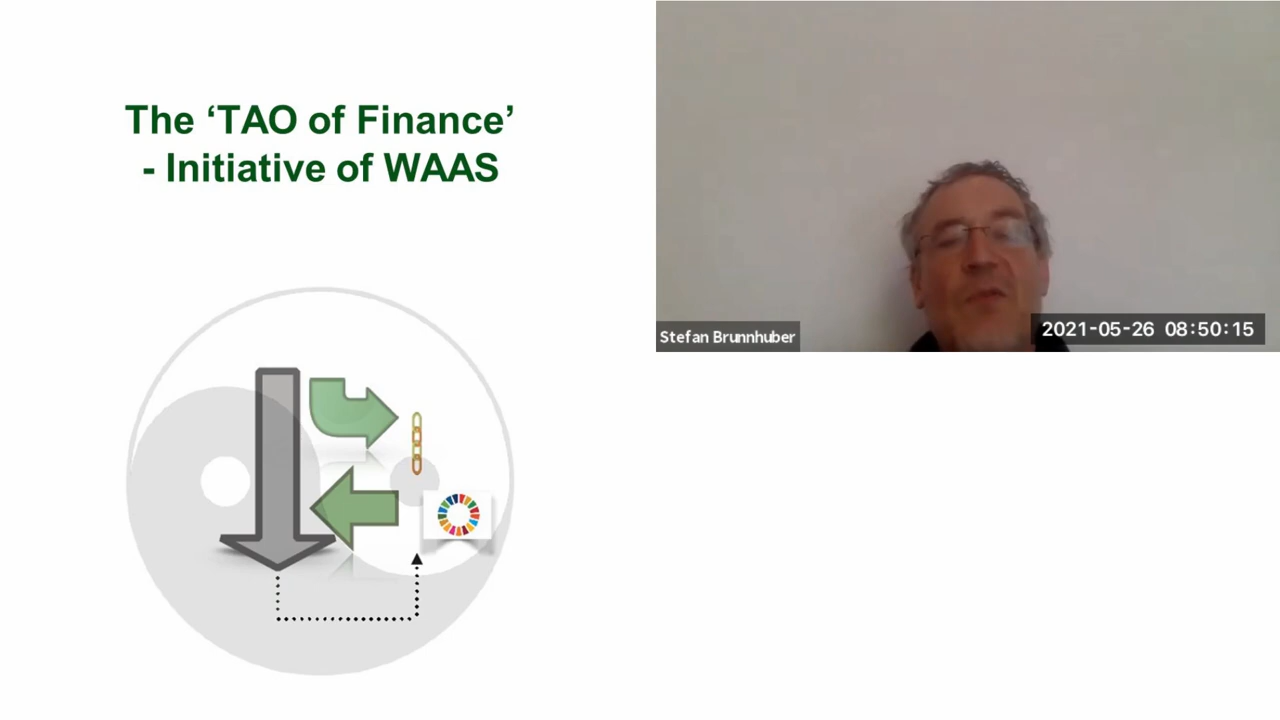 The ‘TAO of Finance’
- Initiative of WAAS
Stefan Brunnhuber
2021-05-26 08:50:15